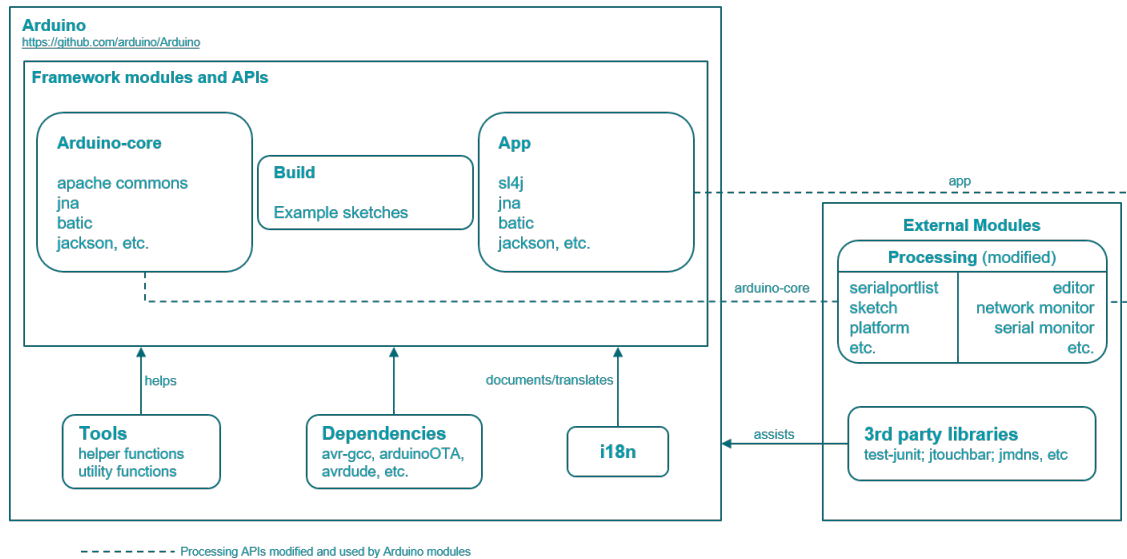 Arduino
https://github.com/arduino/Arduino
Framework modules and APIs
Arduino-core
apache commons
jna
batic
jackson, etc.
Build
Example sketches
App
sl4j
jna
batic
jackson, etc.
app
arduino-core
External Modules
Processing (modified)
serialportlist
sketch
platform
etc.
editor
network monitor
serial monitor
etc.
helps
documents/translates
Tools
helper functions
utility functions
Dependencies
avr-gcc, arduinoOTA,
avrdude, etc.
i18n
assists
3rd party libraries
test-junit; jtouchbar; jmdns, etc
Processing APIs modified and used by Arduino modules